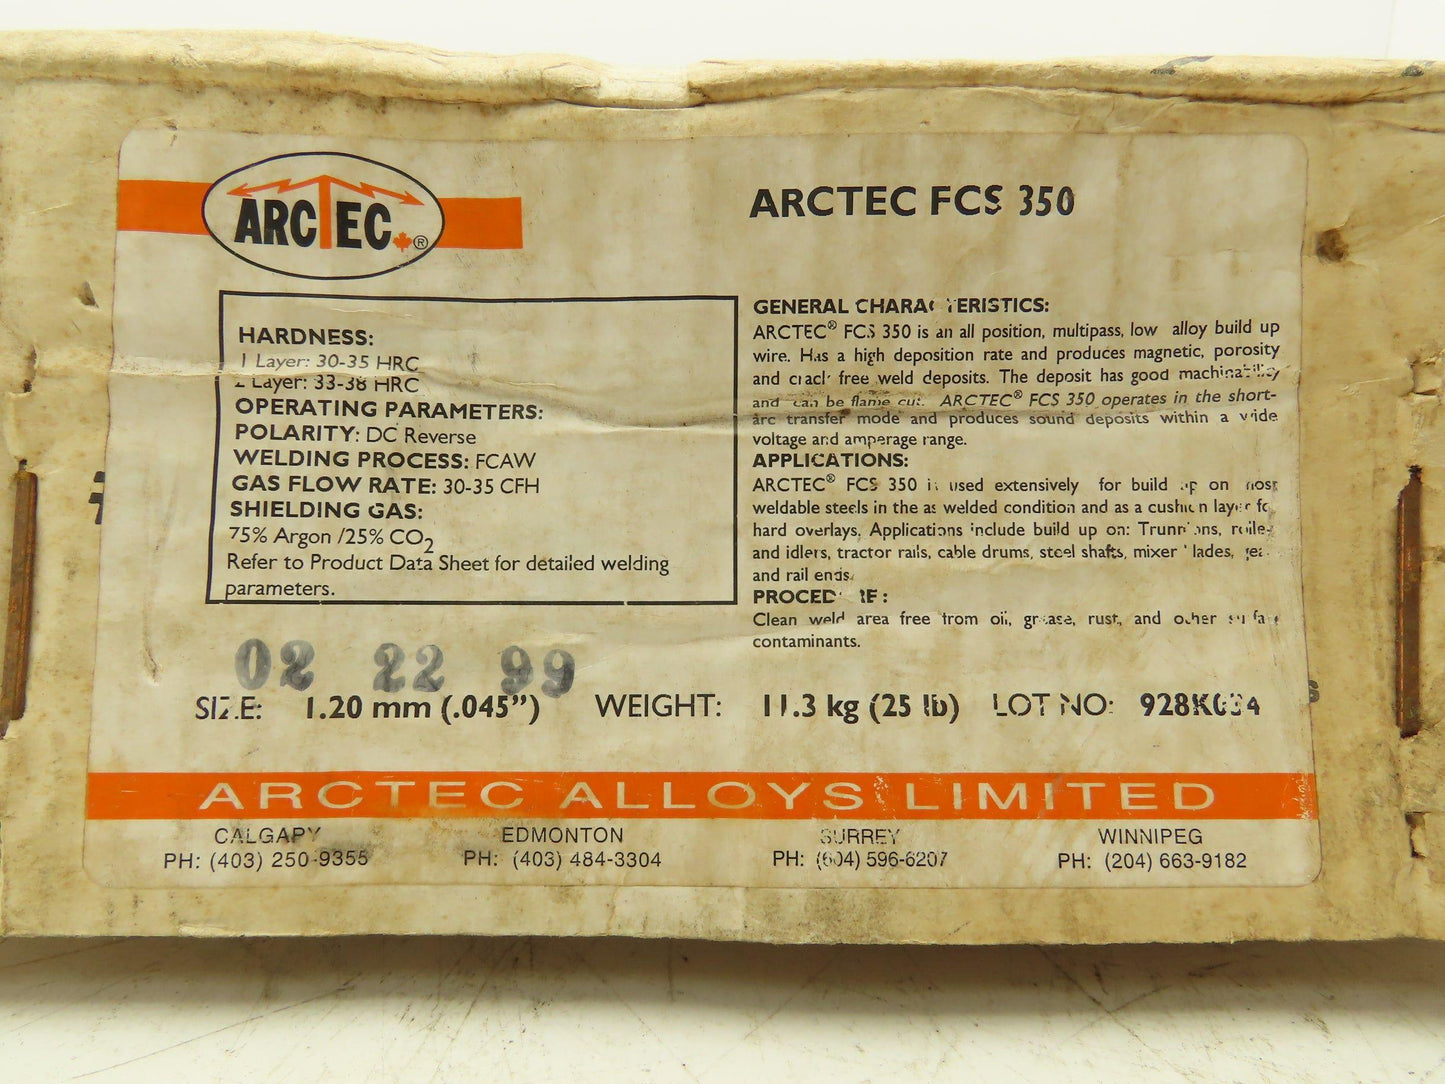 ARCTEC ®
ARCTEC FCS 350
HARDNESS:
1 Layer: 30-35 HRC
2 Layer: 33-38 HRC
OPERATING PARAMETERS:
POLARITY: DC Reverse
WELDING PROCESS: FCAW
GAS FLOW RATE: 30-35 CFH
SHIELDING GAS:
75% Argon /25% CO2
Refer to Product Data Sheet for detailed welding
parameters.
GENERAL CHARACTERISTICS:
ARCTEC® FCS 350 is an all position, multipass, low alloy build up
wire. Has a high deposition rate and produces magnetic, porosity
and crack free weld deposits. The deposit has good machinability
and can be flame cut. ARCTEC® FCS 350 operates in the short-
arc transfer mode and produces sound deposits within a wide
voltage and amperage range.
APPLICATIONS:
ARCTEC® FCS 350 is used extensively for build up on most
weldable steels in the as welded condition and as a cushion layer for
hard overlays. Applications include build up on: Trunnions, rollers
and idlers, tractor rails, cable drums, steel shafts, mixer blades, gears
and rail ends.
PROCEDURE:
Clean weld area free from oil, grease, rust, and other surface
contaminants.
02 22 99
SIZE: 1.20 mm (.045") WEIGHT: 11.3 kg (25 lb) LOT NO:
ARCTEC ALLOYS LIMITED
CALGARY EDMONTON SURREY WINNIPEG
PH: (403) 250-9355 PH: (403) 484-3304 PH: (604) 596-6207 PH: (204) 663-9182